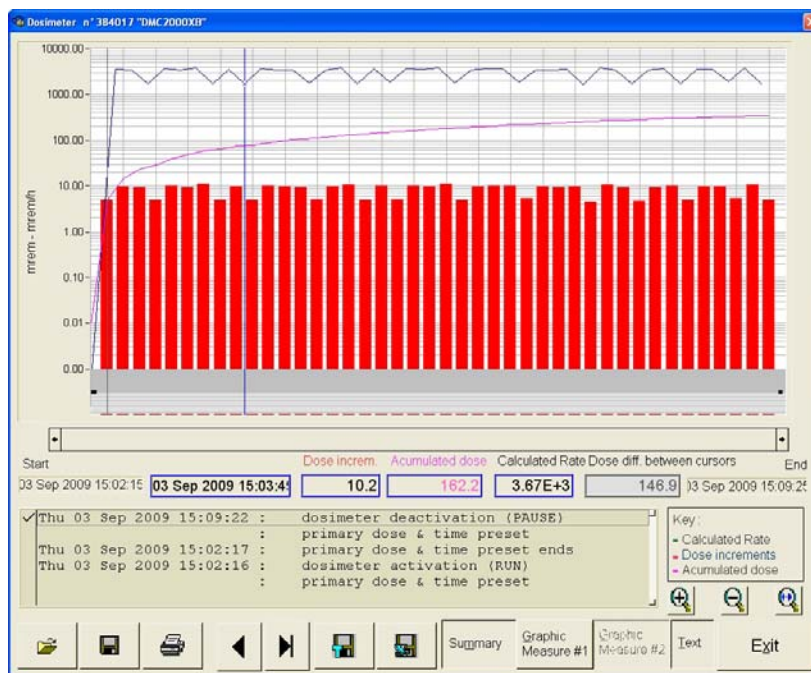 Dosimeter n°384017 "DMC2000XB"
10000.00
1000.00
100.00
10.00
1.00
0.10
0.01
0.00
mrem - mrem/h
Start
Dose increm.
Acumulated dose
Calculated Rate
Dose diff. between cursors
End
03 Sep 2009 15:02:15
03 Sep 2009 15:03:49
10.2
162.2
3.67E+3
146.9
03 Sep 2009 15:09:25
Thu 03 Sep 2009 15:09:22 : dosimeter deactivation (PAUSE)
: primary dose & time preset
Thu 03 Sep 2009 15:02:17 : primary dose & time preset ends
Thu 03 Sep 2009 15:02:16 : dosimeter activation (RUN)
: primary dose & time preset
Key :
Calculated Rate
Dose increments
Acumulated dose
Summary
Graphic
Measure #1
Graphic
Measure #2
Text
Exit